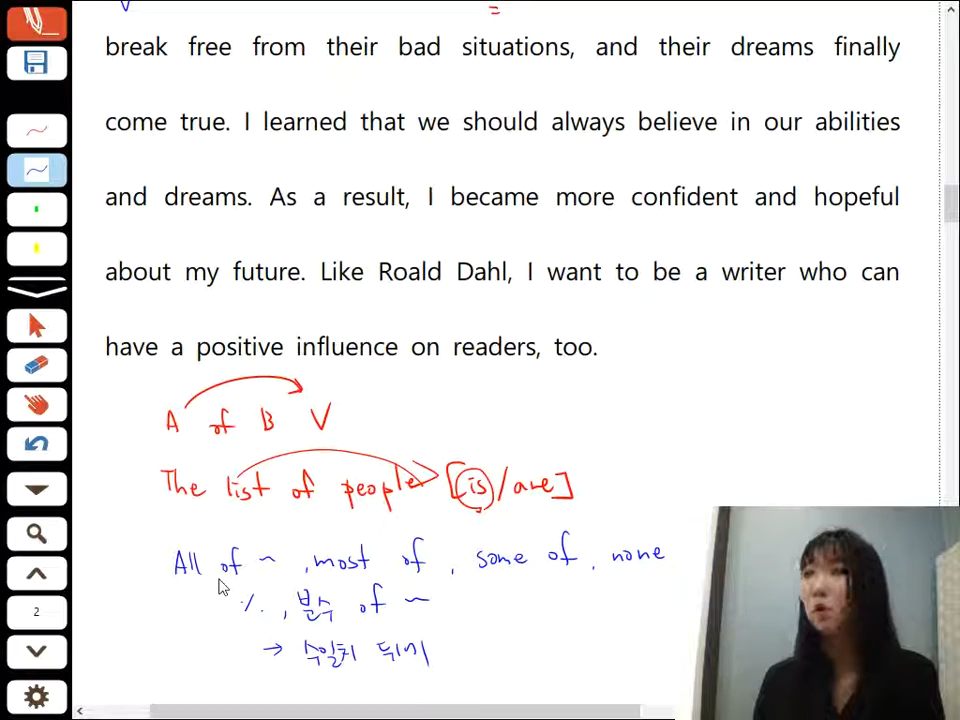 break free from their bad situations, and their dreams finally
come true. I learned that we should always believe in our abilities
and dreams. As a result, I became more confident and hopeful
about my future. Like Roald Dahl, I want to be a writer who can
have a positive influence on readers, too.
A of B V
The list of people [is/are]
All of ~ , most of , some of , none
%. , 분수 of ~
→ 수일치 뒤에
2